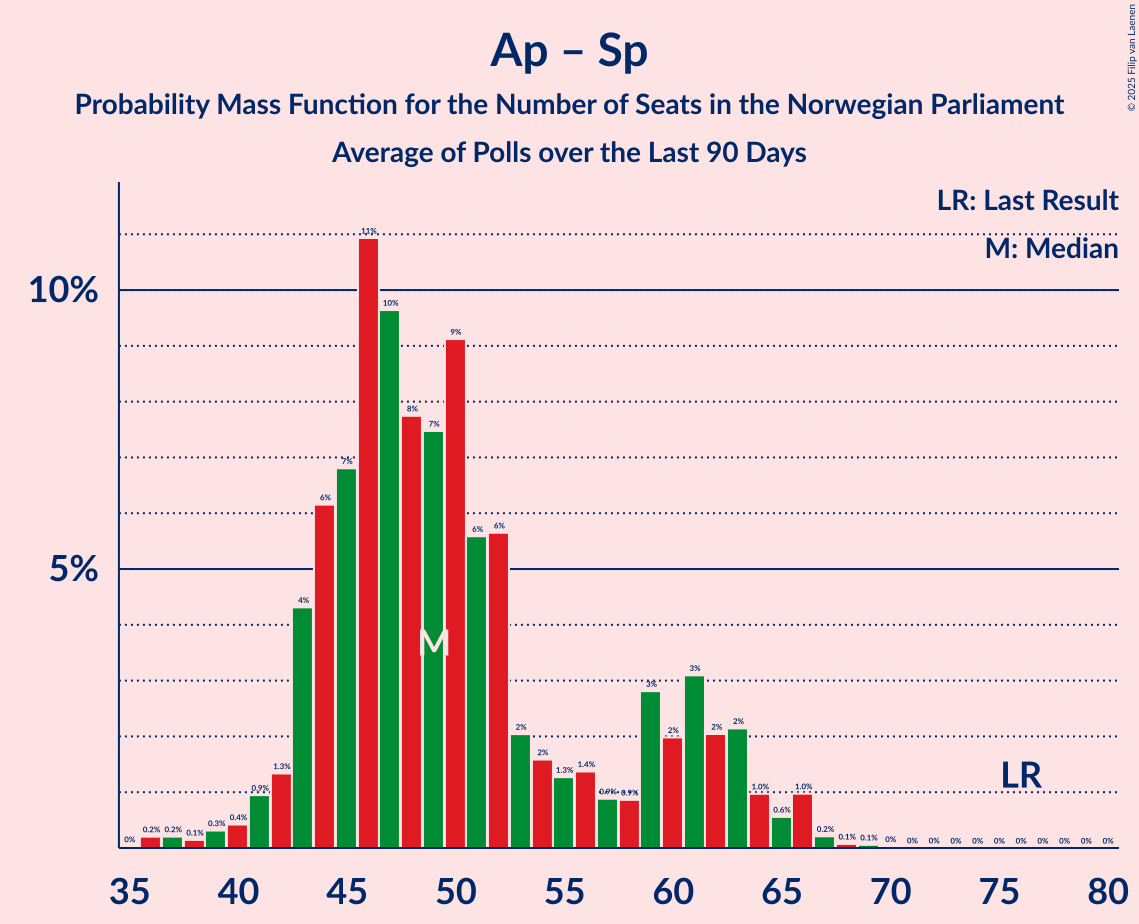 Ap – Sp
Probability Mass Function for the Number of Seats in the Norwegian Parliament
Average of Polls over the Last 90 Days
© 2025 Filip van Laenen
LR: Last Result
M: Median
10%
5%
0% 0.2% 0.2% 0.1% 0.3% 0.4% 0.9% 1.3% 4% 6% 7% 11% 10% 8% 7% 9% 6% 6% 2% 2% 1.3% 1.4% 0.9% 0.9% 3% 2% 3% 2% 2% 1.0% 0.6% 1.0% 0.2% 0.1% 0.1% 0% 0% 0% 0% 0% 0% 0% 0% 0% 0% 0%
M
LR
35 40 45 50 55 60 65 70 75 80